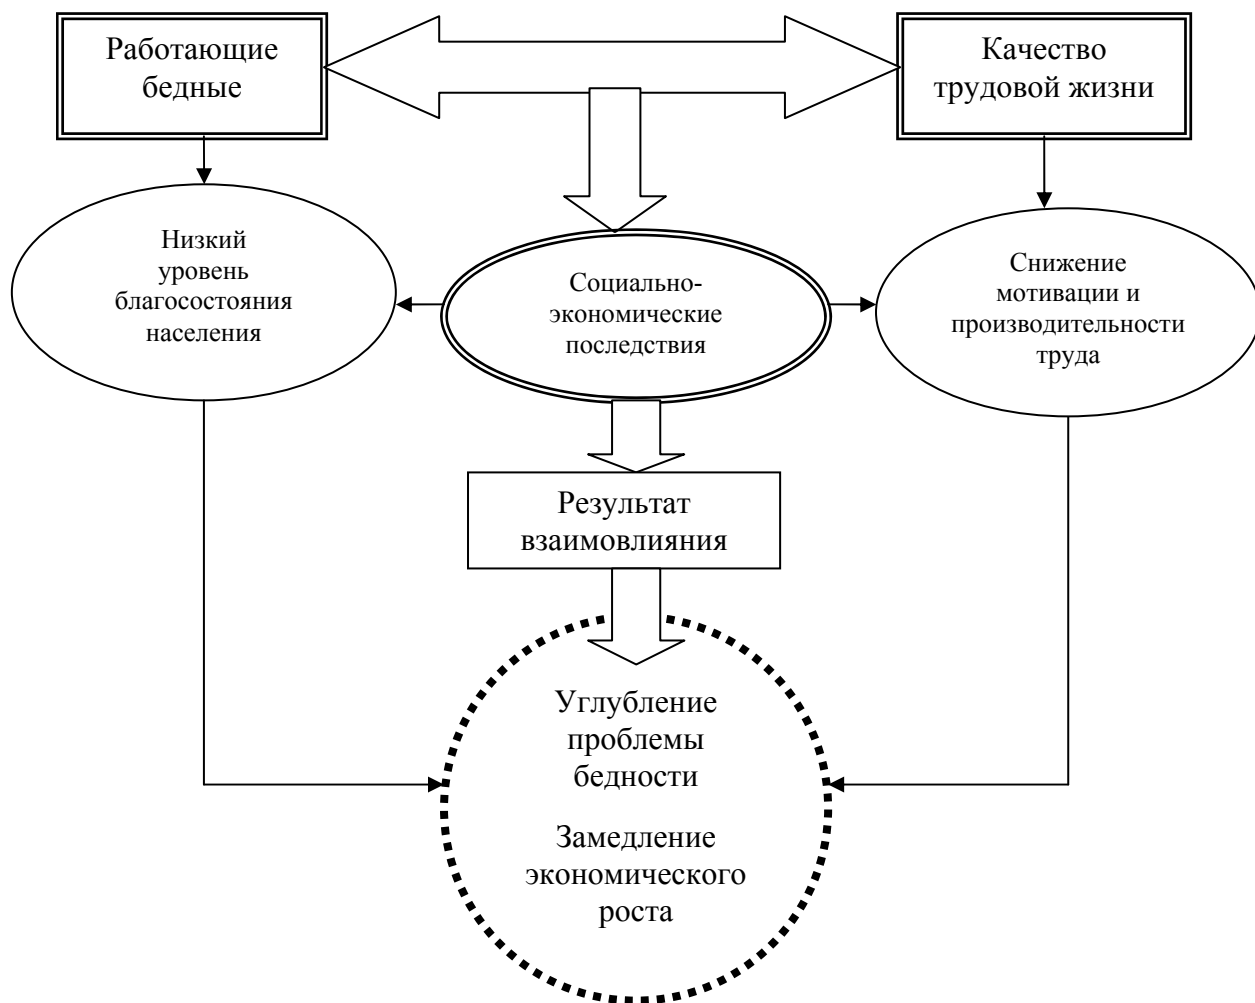 Работающие
бедные
Качество
трудовой жизни
Низкий
уровень
благосостояния
населения
Социально-
экономические
последствия
Снижение
мотивации и
производительности
труда
Результат
взаимовлияния
Углубление
проблемы
бедности
Замедление
экономического
роста